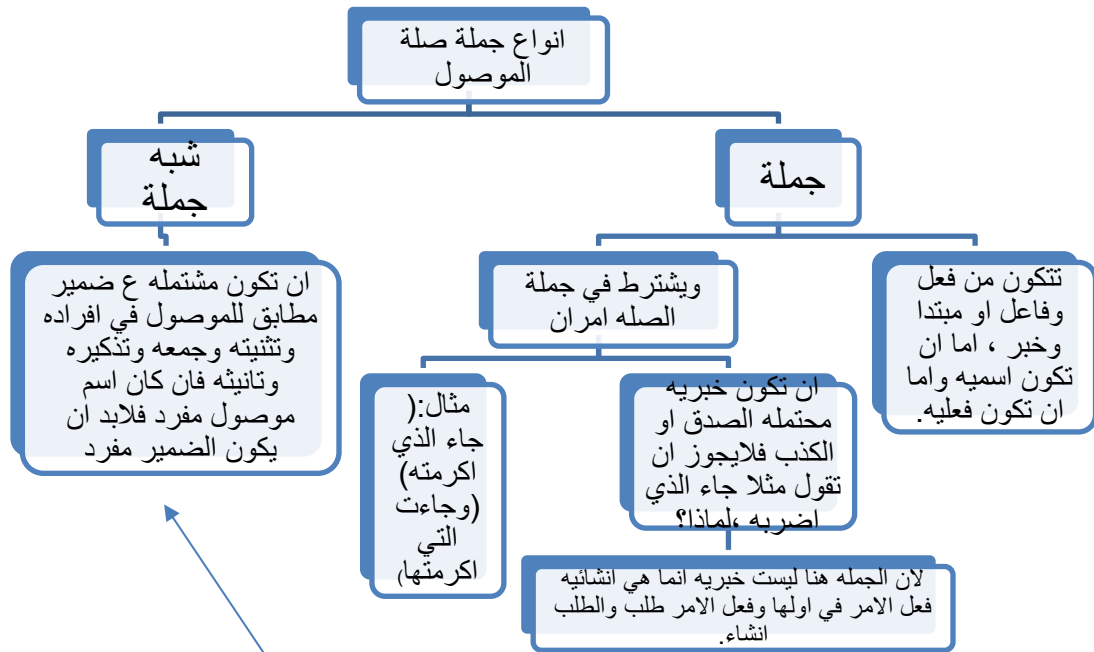 انواع جملة صلة
الموصول
جملة
شبه
جملة
تتكون من فعل
وفاعل او مبتدا
وخبر ، اما ان
تكون اسميه واما
ان تكون فعليه.
ويشترط في جملة
الصله امران
ان تكون خبريه
محتمله الصدق او
الكذب فلايجوز ان
تقول مثلا جاء الذي
اضربه ،لماذا؟
لان الجمله هنا ليست خبريه انما هي انشائيه
فعل الامر في اولها وفعل الامر طلب والطلب
انشاء.
مثال:(
جاء الذي
اكرمته)
(وجاءت
التي
اكرمتها)
ان تكون مشتمله ع ضمير
مطابق للموصول في افراده
وتثنيته وجمعه وتذكيره
وتانيثه فان كان اسم
موصول مفرد فلابد ان
يكون الضمير مفرد